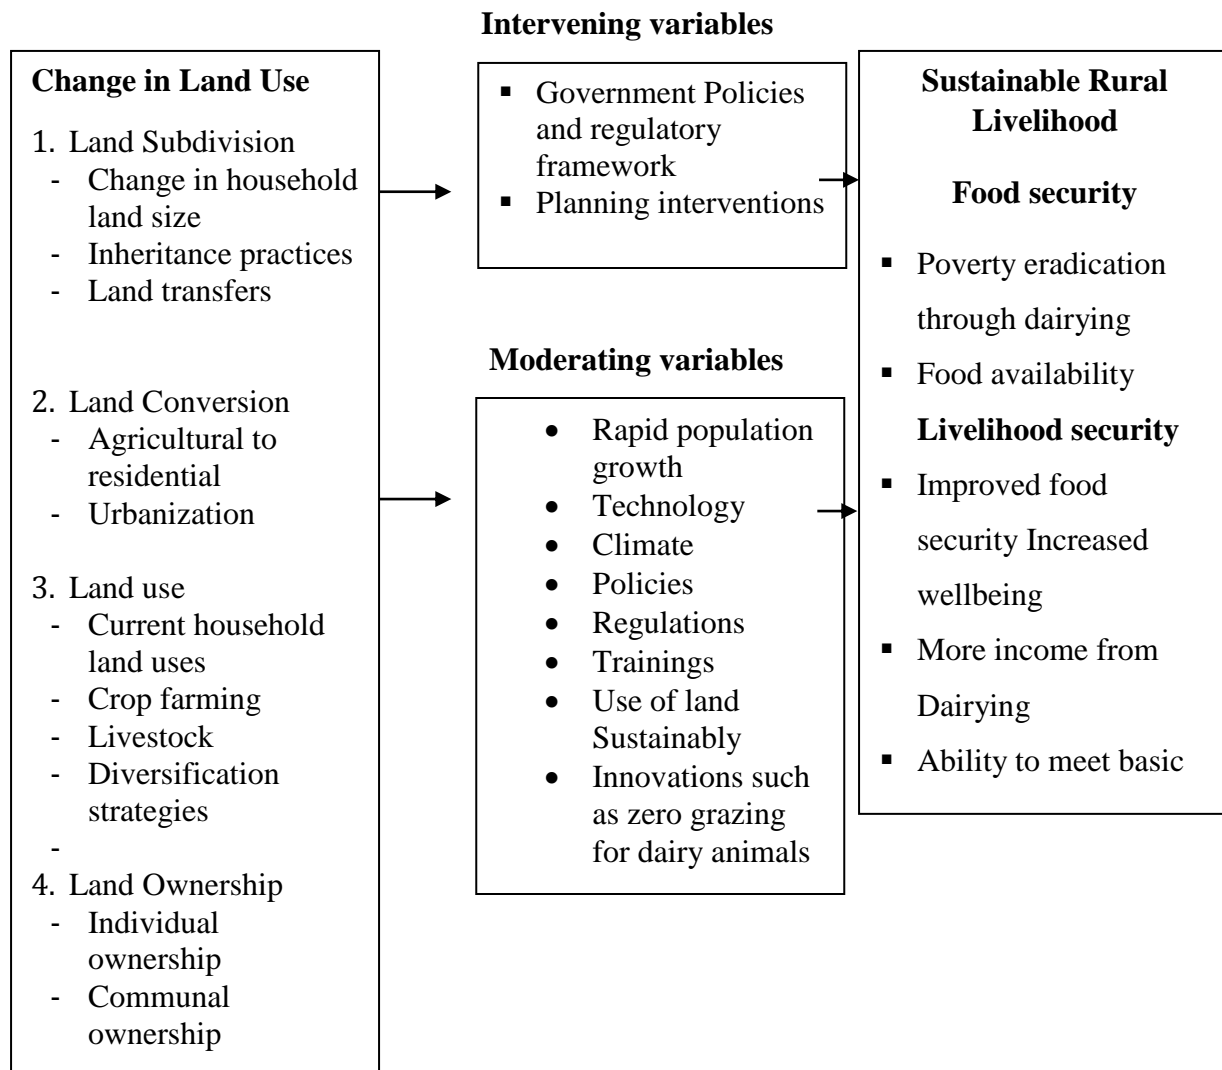 Intervening variables
Change in Land Use
1. Land Subdivision
- Change in household
land size
- Inheritance practices
- Land transfers
2. Land Conversion
- Agricultural to
residential
- Urbanization
3. Land use
- Current household
land uses
- Crop farming
- Livestock
- Diversification
strategies
-
4. Land Ownership
- Individual
ownership
- Communal
ownership
▪ Government Policies
and regulatory
framework
▪ Planning interventions
Moderating variables
• Rapid population
growth
• Technology
• Climate
• Policies
• Regulations
• Trainings
• Use of land
Sustainably
• Innovations such
as zero grazing
for dairy animals
Sustainable Rural
Livelihood
Food security
▪ Poverty eradication
through dairying
▪ Food availability
Livelihood security
▪ Improved food
security Increased
wellbeing
▪ More income from
Dairying
▪ Ability to meet basic